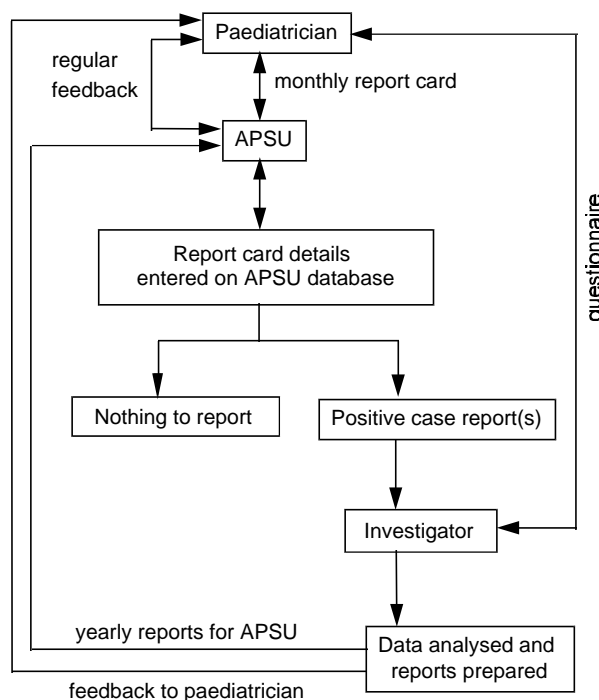 Paediatrician
regular
feedback
monthly report card
APSU
Report card details
entered on APSU database
questionnaire
Nothing to report
Positive case report(s)
Investigator
yearly reports for APSU
Data analysed and
reports prepared
feedback to paediatrician